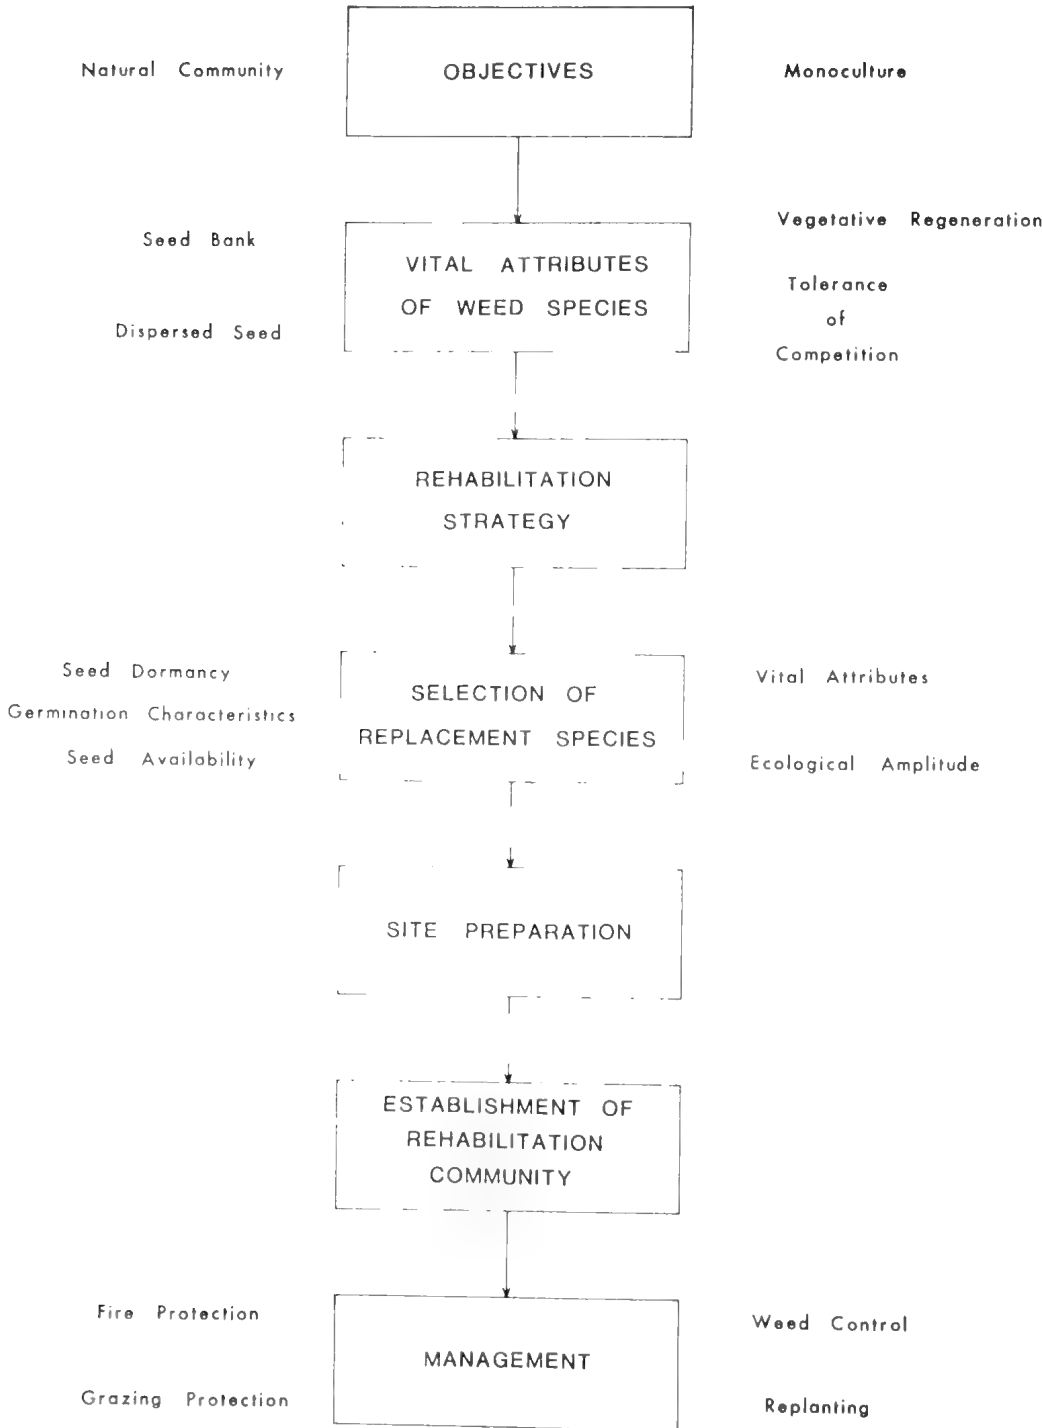 Natural Community
OBJECTIVES
Monoculture
Seed Bank
Dispersed Seed
VITAL ATTRIBUTES
OF WEED SPECIES
Vegetative Regeneration
Tolerance
of
Competition
REHABILITATION
STRATEGY
Seed Dormancy
Germination Characteristics
Seed Availability
SELECTION OF
REPLACEMENT SPECIES
Vital Attributes
Ecological Amplitude
SITE PREPARATION
ESTABLISHMENT OF
REHABILITATION
COMMUNITY
Fire Protection
Grazing Protection
MANAGEMENT
Weed Control
Replanting